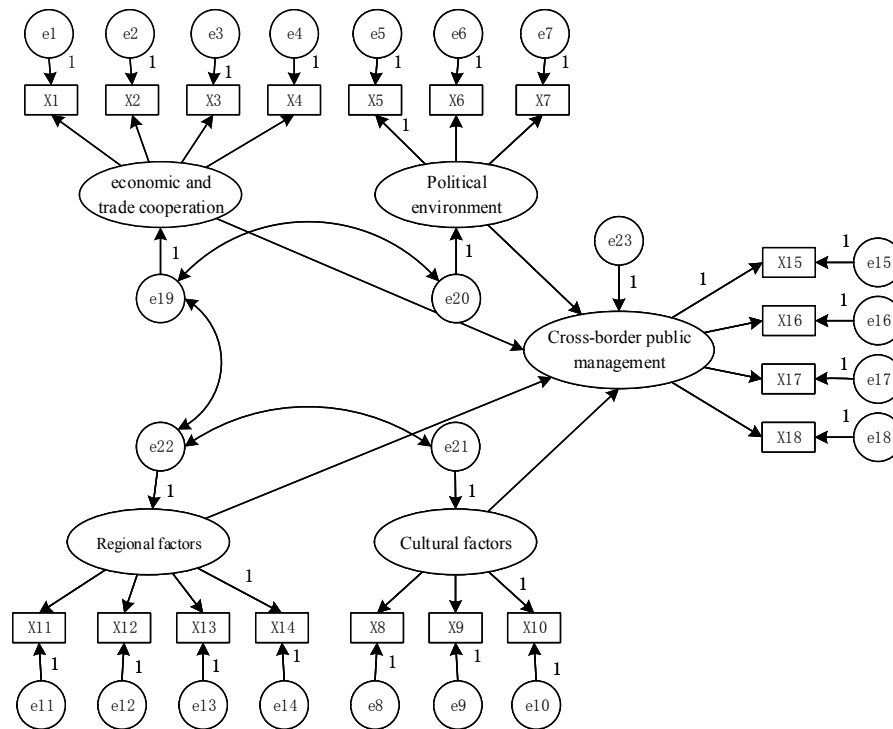 e1 e2 e3 e4 e5 e6 e7
1 1 1 1 1 1 1
X1 X2 X3 X4 X5 X6 X7
1
economic and
trade cooperation
Political
environment
1 1
e19 e20
e23
1
Cross-border public
management
1
X15 1 e15
X16 1 e16
X17 1 e17
X18 1 e18
e22 e21
1 1
Regional factors
Cultural factors
1 1
X11 X12 X13 X14 X8 X9 X10
1 1 1 1 1 1 1
e11 e12 e13 e14 e8 e9 e10